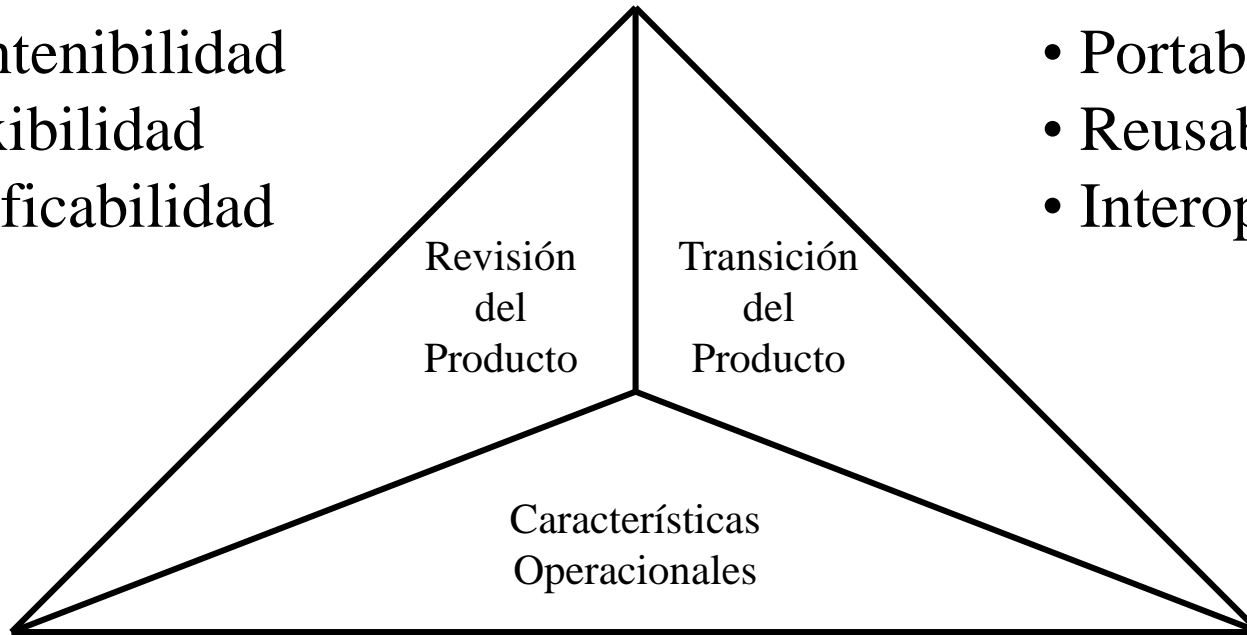 ntenibilidad
xibilidad
ficabilidad
• Portab
• Reusab
• Interop
Revisión
del
Producto
Transición
del
Producto
Características
Operacionales